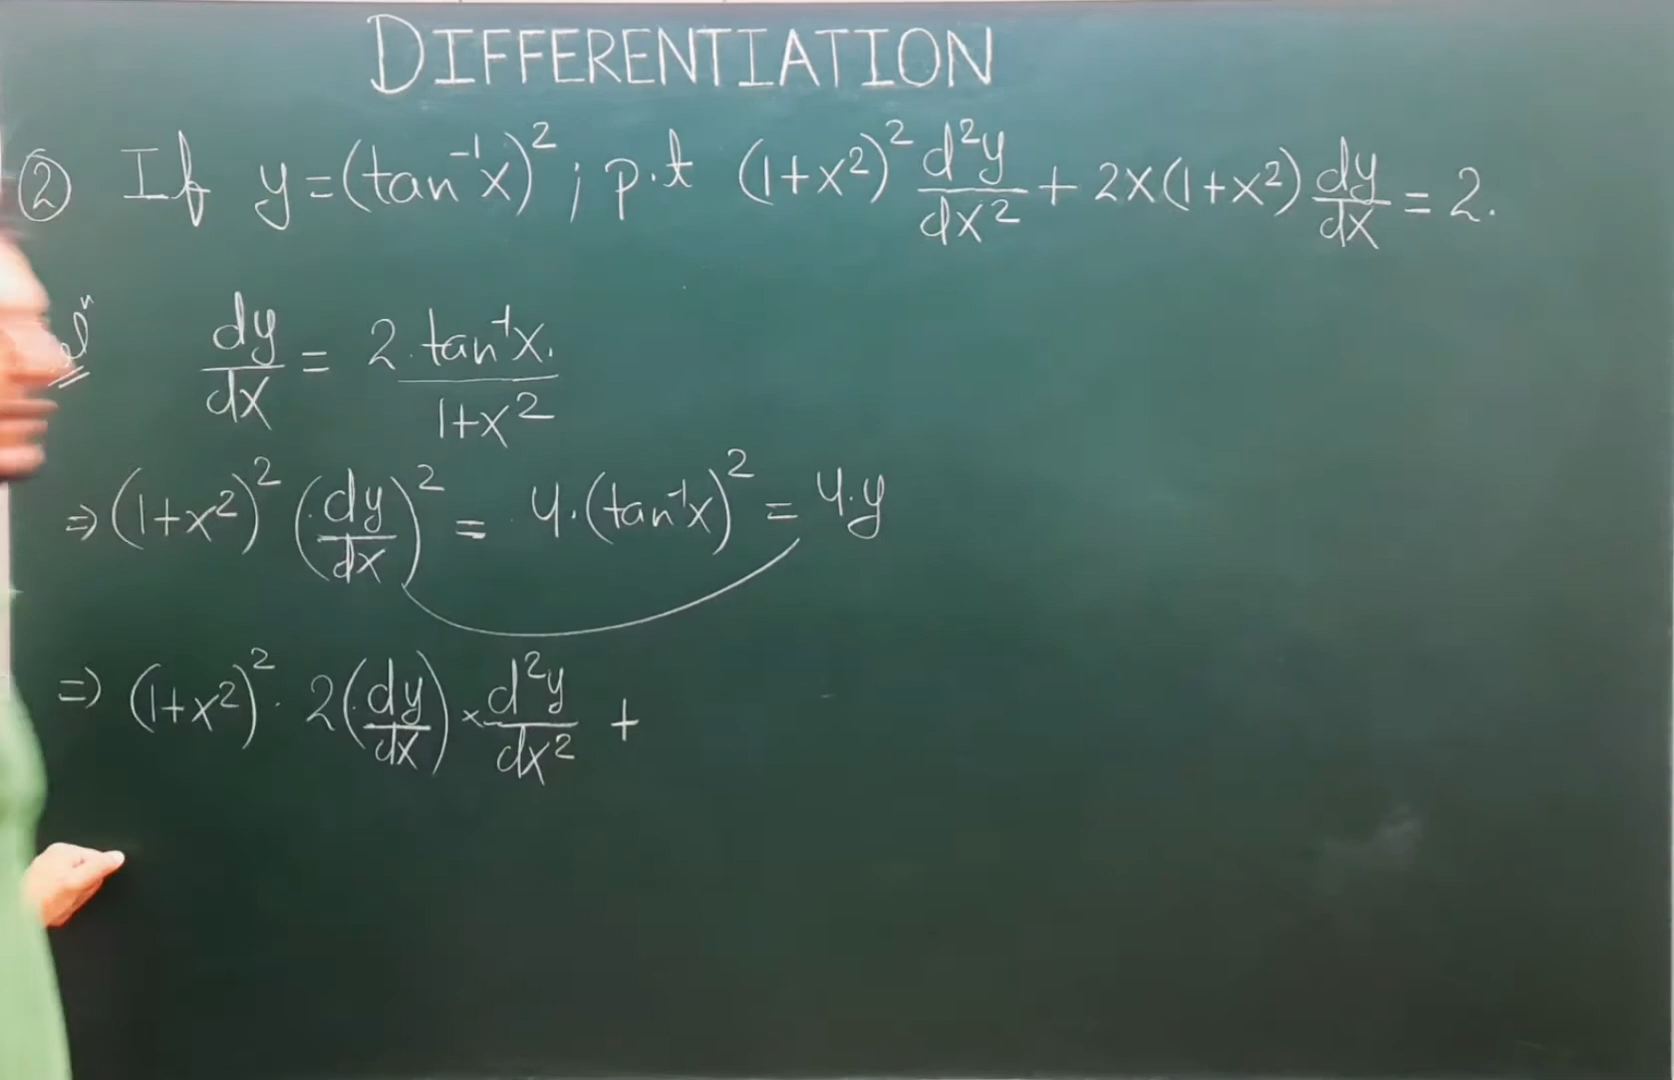 DIFFERENTIATION
② If y=(tan⁻¹x)² ; p.t (1+x²)² d²y/dx² + 2x(1+x²) dy/dx = 2.
Solⁿ dy/dx = 2.tan⁻¹x. / 1+x²
⇒ (1+x²)² (dy/dx)² = 4.(tan⁻¹x)² = 4.y
⇒ (1+x²)². 2(dy/dx) × d²y/dx² +